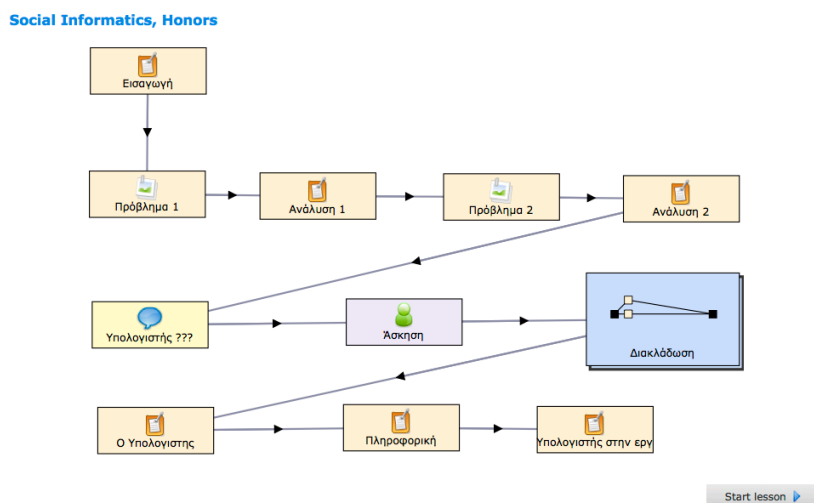 Social Informatics, Honors
Εισαγωγή
Πρόβλημα 1
Ανάλυση 1
Πρόβλημα 2
Ανάλυση 2
Υπολογιστής ???
Άσκηση
Διακλάδωση
Ο Υπολογιστης
Πληροφορική
Υπολογιστής στην εργ
Start lesson